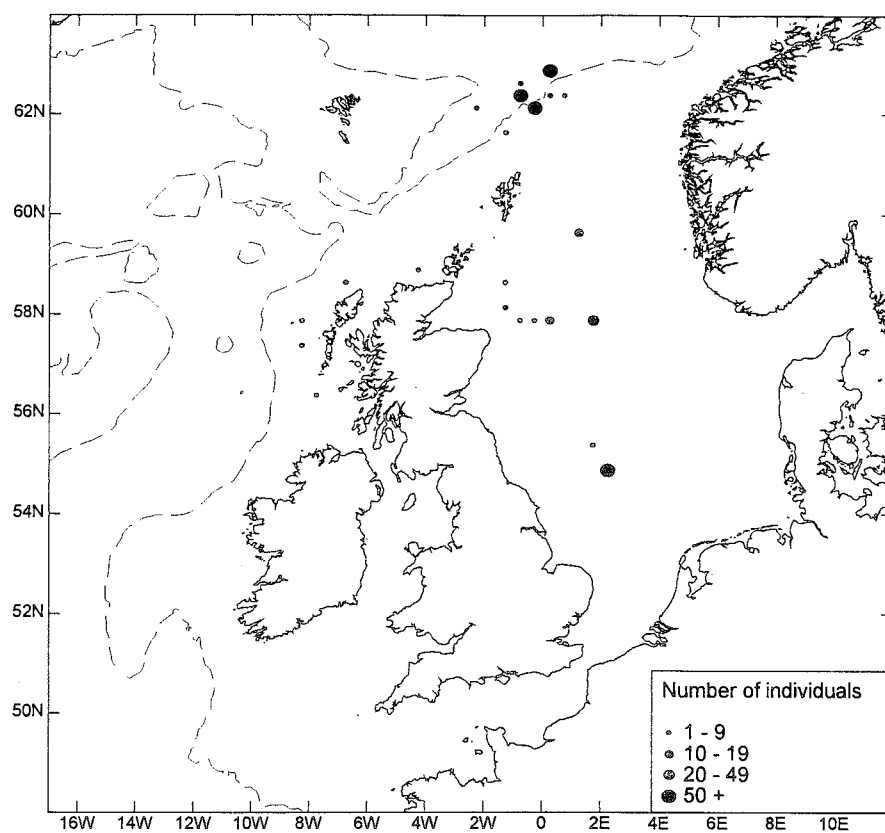 62N
60N
58N
56N
54N
52N
50N
Number of individuals
1 - 9
10 - 19
20 - 49
50 +
16W 14W 12W 10W 8W 6W 4W 2W 0 2E 4E 6E 8E 10E